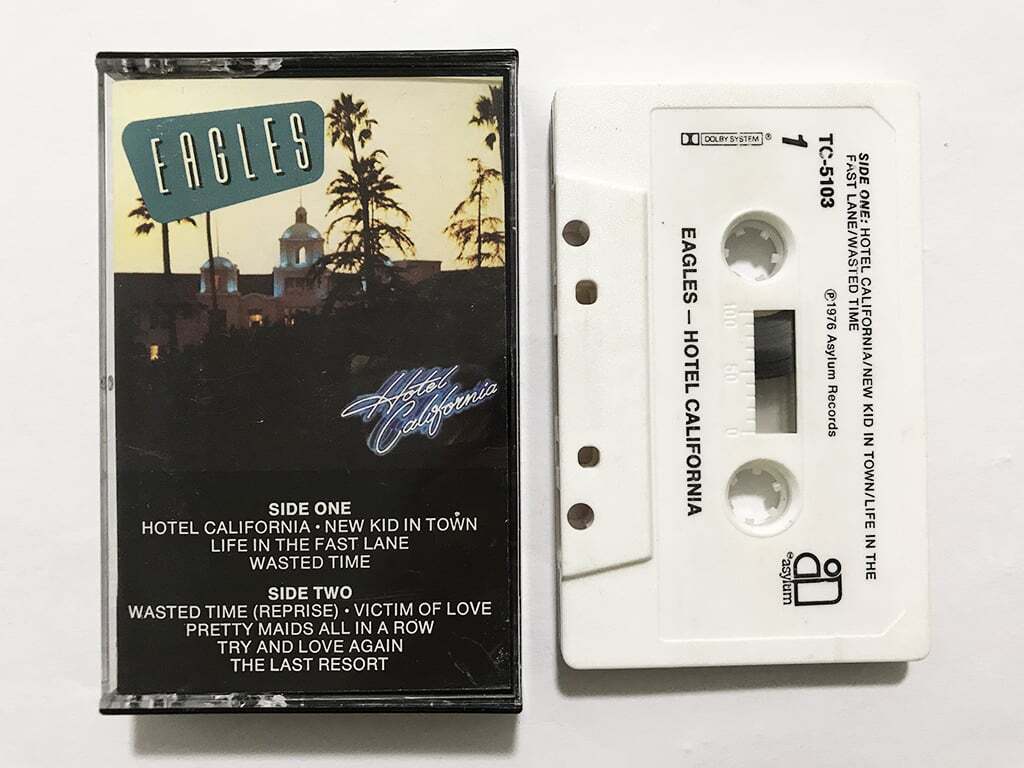 EAGLES
Hotel
California
SIDE ONE
HOTEL CALIFORNIA • NEW KID IN TOWN
LIFE IN THE FAST LANE
WASTED TIME
SIDE TWO
WASTED TIME (REPRISE) • VICTIM OF LOVE
PRETTY MAIDS ALL IN A ROW
TRY AND LOVE AGAIN
THE LAST RESORT
SIDE ONE: HOTEL CALIFORNIA/NEW KID IN TOWN/LIFE IN THE
FAST LANE/WASTED TIME
TC-5103
℗1976 Asylum Records
1
DOLBY SYSTEM ®
asylum
100 50 0
EAGLES – HOTEL CALIFORNIA